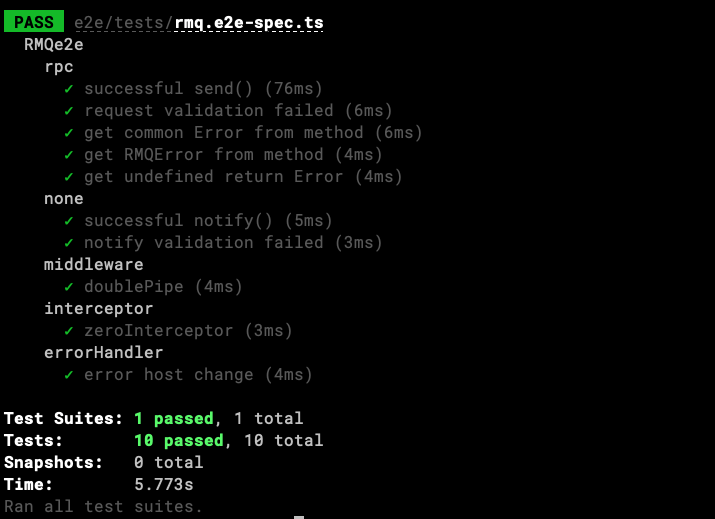 PASS e2e/tests/rmq.e2e-spec.ts
RMQe2e
rpc
✓ successful send() (76ms)
✓ request validation failed (6ms)
✓ get common Error from method (6ms)
✓ get RMQError from method (4ms)
✓ get undefined return Error (4ms)
none
✓ successful notify() (5ms)
✓ notify validation failed (3ms)
middleware
✓ doublePipe (4ms)
interceptor
✓ zeroInterceptor (3ms)
errorHandler
✓ error host change (4ms)
Test Suites: 1 passed, 1 total
Tests: 10 passed, 10 total
Snapshots: 0 total
Time: 5.773s
Ran all test suites.